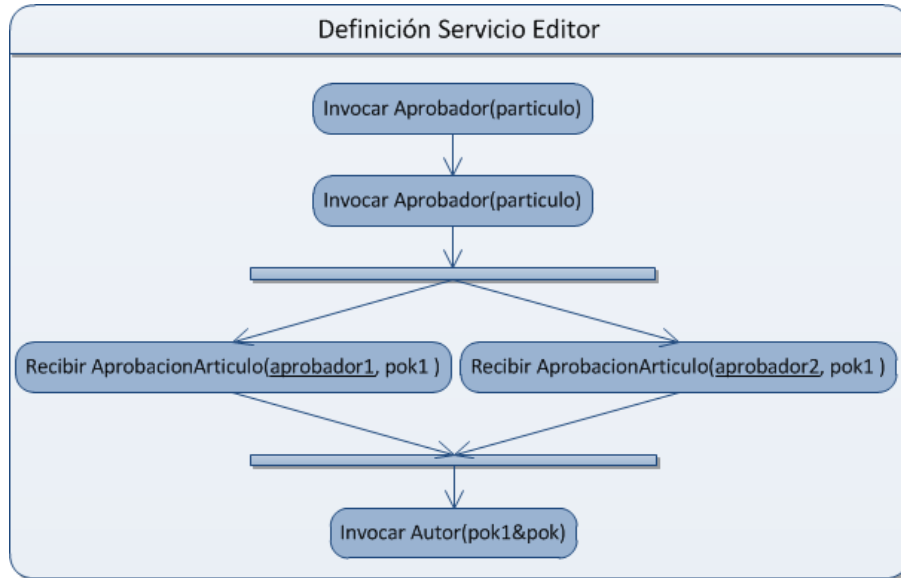 Definición Servicio Editor
Invocar Aprobador(particulo)
Invocar Aprobador(particulo)
Recibir AprobacionArticulo(aprobador1, pok1 )
Recibir AprobacionArticulo(aprobador2, pok1 )
Invocar Autor(pok1&pok)